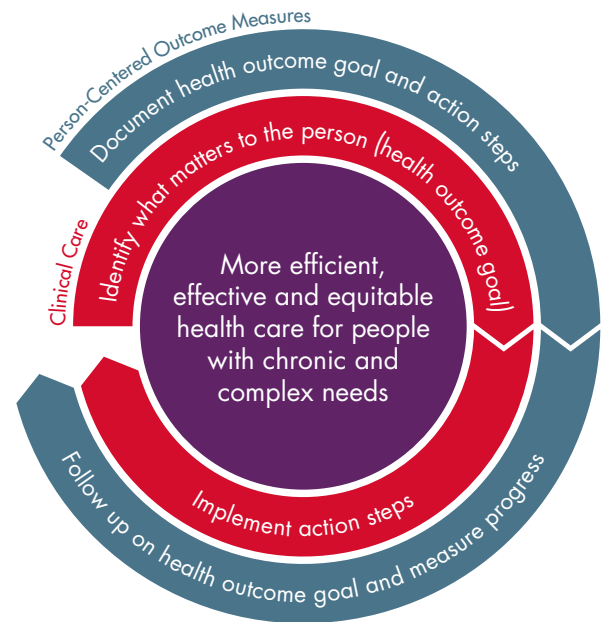 Person-Centered Outcome Measures
Document health outcome goal and action steps
Clinical Care
Identify what matters to the person (health outcome goal)
More efficient,
effective and equitable
health care for people
with chronic and
complex needs
Implement action steps
Follow up on health outcome goal and measure progress